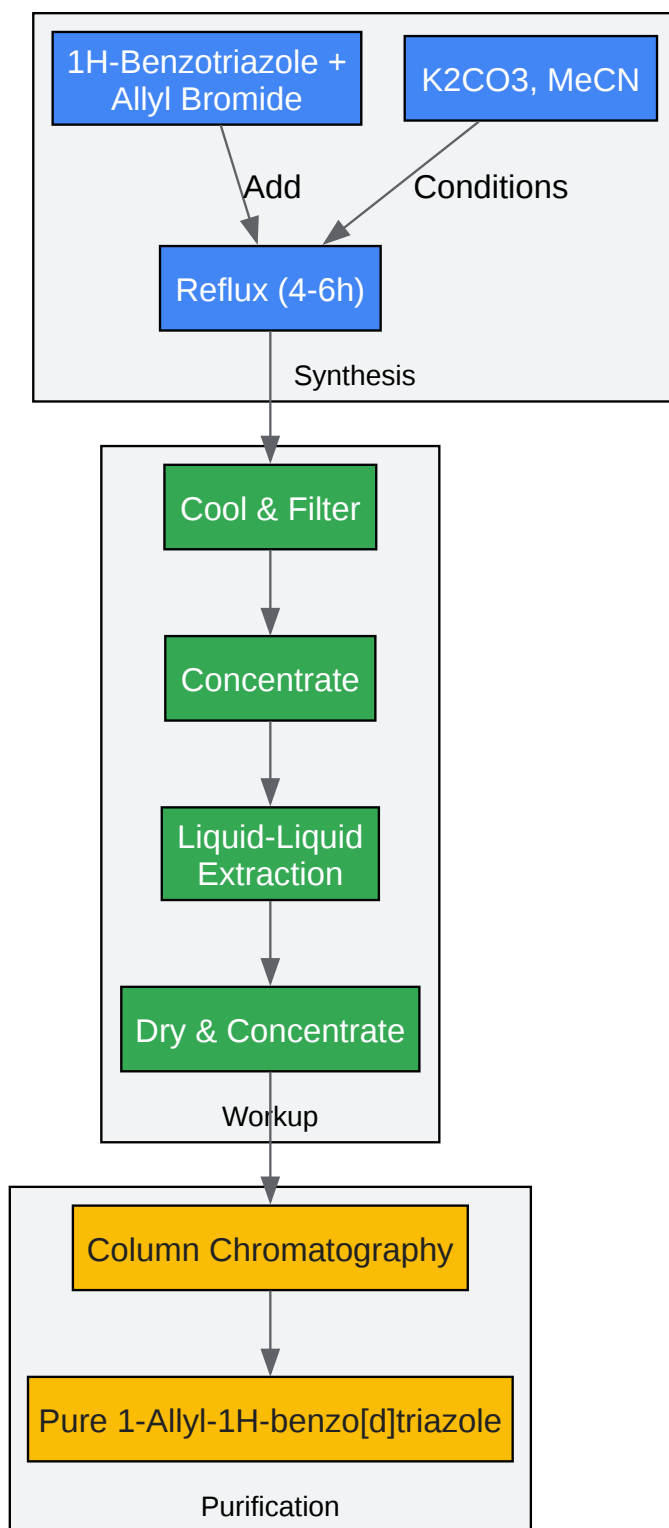 1H-Benzotriazole +
Allyl Bromide
K2CO3, MeCN
Add
Conditions
Reflux (4-6h)
Synthesis
Cool & Filter
Concentrate
Liquid-Liquid
Extraction
Dry & Concentrate
Workup
Column Chromatography
Pure 1-Allyl-1H-benzo[d]triazole
Purification